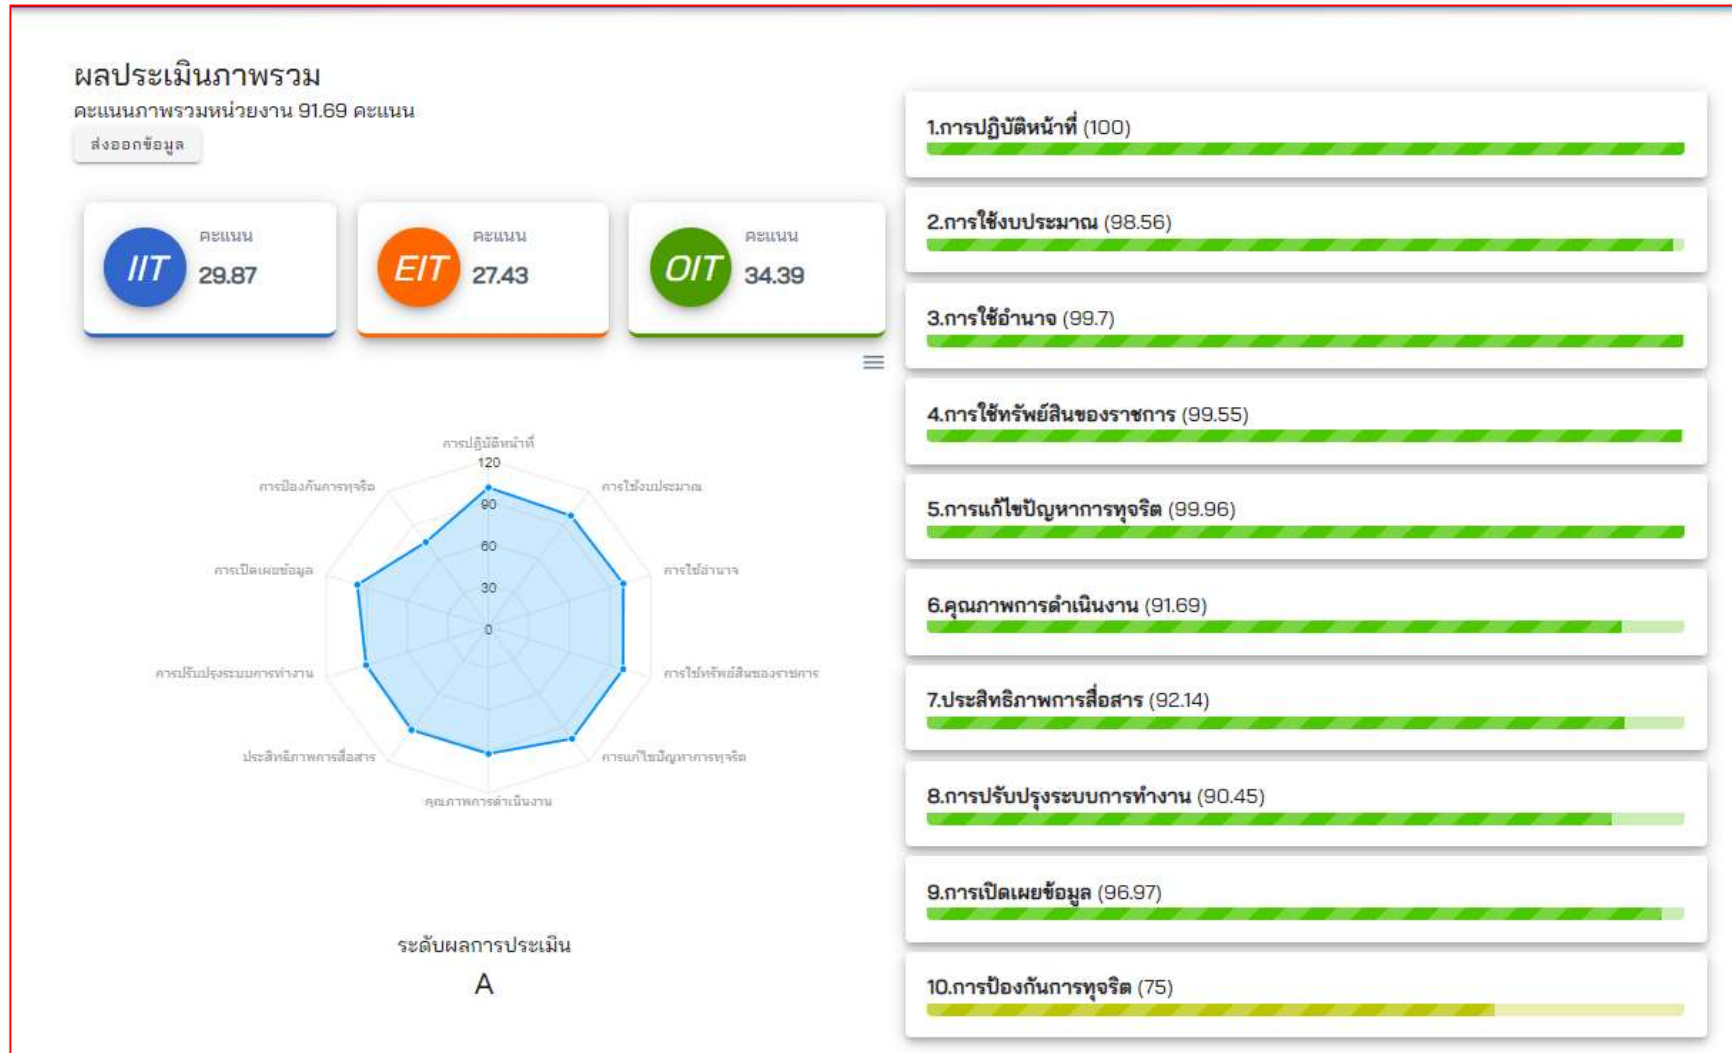 ผลประเมินภาพรวม
คะแนนภาพรวมหน่วยงาน 91.69 คะแนน
ส่งออกข้อมูล
IIT
คะแนน
29.87
EIT
คะแนน
27.43
OIT
คะแนน
34.39
การปฏิบัติหน้าที่
120
90
60
30
0
การใช้งบประมาณ
การใช้อำนาจ
การใช้ทรัพย์สินของราชการ
การแก้ไขปัญหาการทุจริต
คุณภาพการดำเนินงาน
ประสิทธิภาพการสื่อสาร
การปรับปรุงระบบการทำงาน
การเปิดเผยข้อมูล
การป้องกันการทุจริต
ระดับผลการประเมิน
A
1.การปฏิบัติหน้าที่ (100)
2.การใช้งบประมาณ (98.56)
3.การใช้อำนาจ (99.7)
4.การใช้ทรัพย์สินของราชการ (99.55)
5.การแก้ไขปัญหาการทุจริต (99.96)
6.คุณภาพการดำเนินงาน (91.69)
7.ประสิทธิภาพการสื่อสาร (92.14)
8.การปรับปรุงระบบการทำงาน (90.45)
9.การเปิดเผยข้อมูล (96.97)
10.การป้องกันการทุจริต (75)